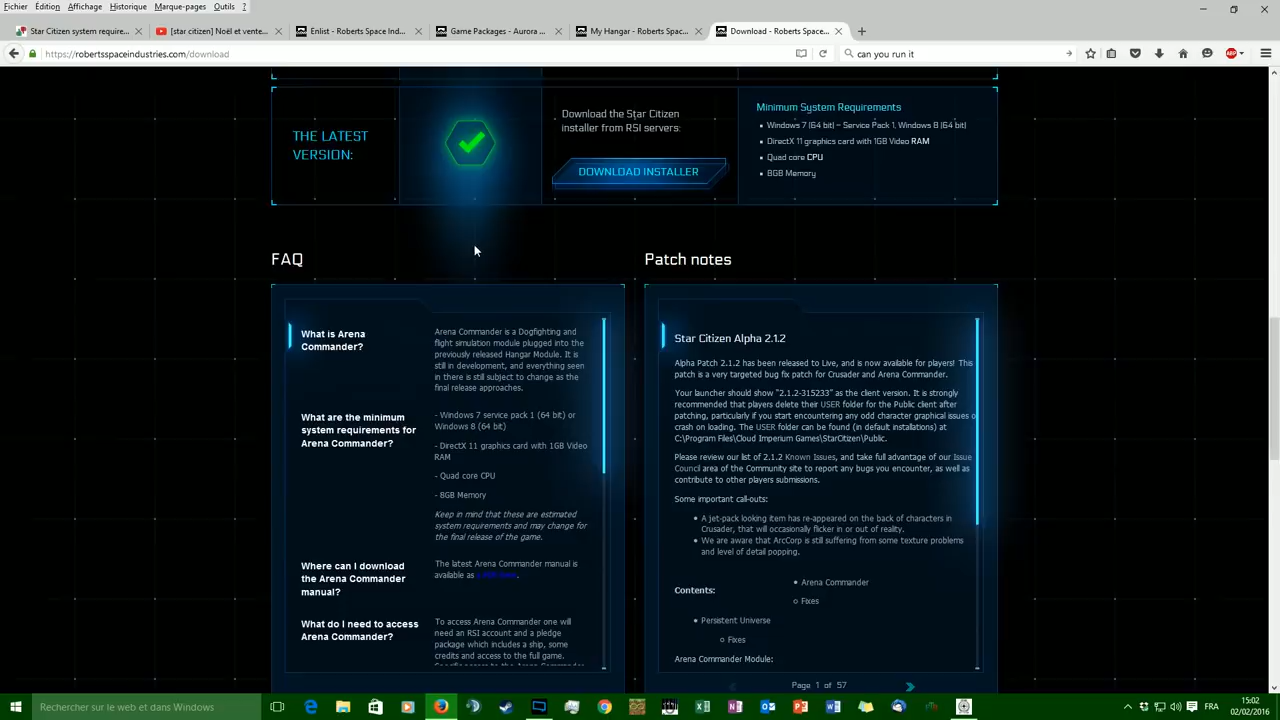 Fichier Édition Affichage Historique Marque-pages Outils ?
Star Citizen system require...
[star citizen] Noël et vente...
Enlist - Roberts Space Ind...
Game Packages - Aurora ...
My Hangar - Roberts Spac...
Download - Roberts Space...
https://robertsspaceindustries.com/download
can you run it
THE LATEST
VERSION:
Download the Star Citizen
installer from RSI servers:
DOWNLOAD INSTALLER
Minimum System Requirements
Windows 7 (64 bit) – Service Pack 1, Windows 8 (64 bit)
DirectX 11 graphics card with 1GB Video RAM
Quad core CPU
8GB Memory
FAQ
What is Arena
Commander?
Arena Commander is a Dogfighting and
flight simulation module plugged into the
previously released Hangar Module. It is
still in development, and everything seen
in there is still subject to change as the
final release approaches.
What are the minimum
system requirements for
Arena Commander?
- Windows 7 service pack 1 (64 bit) or
Windows 8 (64 bit)
- DirectX 11 graphics card with 1GB Video
RAM
- Quad core CPU
- 8GB Memory
Keep in mind that these are estimated
system requirements and may change for
the final release of the game.
Where can I download
the Arena Commander
manual?
The latest Arena Commander manual is
available as
What do I need to access
Arena Commander?
To access Arena Commander one will
need an RSI account and a pledge
package which includes a ship, some
credits and access to the full game.
Patch notes
Star Citizen Alpha 2.1.2
Alpha Patch 2.1.2 has been released to Live, and is now available for players! This
patch is a very targeted bug fix patch for Crusader and Arena Commander.
Your launcher should show "2.1.2-315233" as the client version. It is strongly
recommended that players delete their USER folder for the Public client after
patching, particularly if you start encountering any odd character graphical issues o
crash on loading. The USER folder can be found (in default installations) at
C:\Program Files\Cloud Imperium Games\StarCitizen\Public.
Please review our list of 2.1.2 Known Issues, and take full advantage of our Issue
Council area of the Community site to report any bugs you encounter, as well as
contribute to other players submissions.
Some important call-outs:
A jet-pack looking item has re-appeared on the back of characters in
Crusader, that will occasionally flicker in or out of reality.
We are aware that ArcCorp is still suffering from some texture problems
and level of detail popping.
Contents:
Arena Commander
Fixes
Persistent Universe
Fixes
Arena Commander Module:
Page 1 of 57
Rechercher sur le web et dans Windows
FRA
15:02
02/02/2016